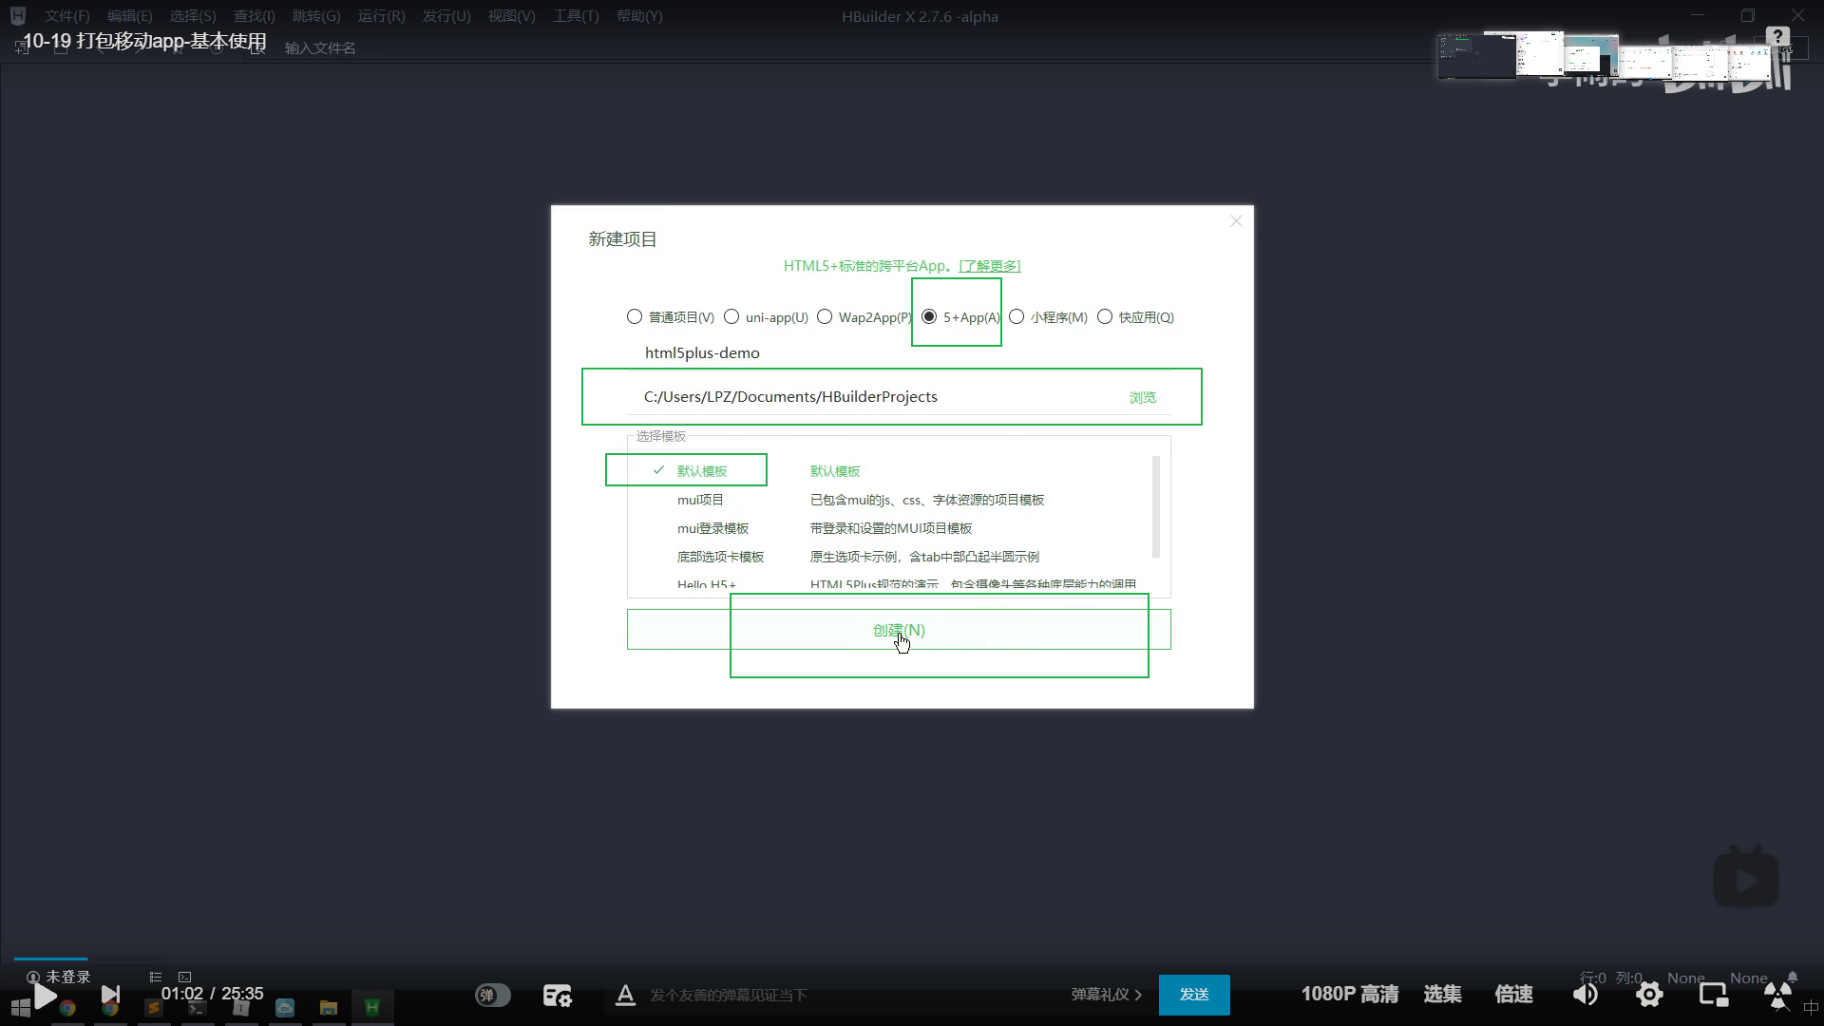 文件(F) 编辑(E) 选择(S) 查找(I) 跳转(G) 运行(R) 发行(U) 视图(V) 工具(T) 帮助(Y)
HBuilder X 2.7.6 -alpha
10-19 打包移动app-基本使用
输入文件名
新建项目
HTML5+标准的跨平台App。[了解更多]
普通项目(V) uni-app(U) Wap2App(P) 5+App(A) 小程序(M) 快应用(Q)
html5plus-demo
C:/Users/LPZ/Documents/HBuilderProjects 浏览
选择模板
默认模板 默认模板
mui项目 已包含mui的js、css、字体资源的项目模板
mui登录模板 带登录和设置的MUI项目模板
底部选项卡模板 原生选项卡示例，含tab中部凸起半圆示例
Hello H5+ HTML5Plus规范的演示，包含摄像头等各种底层能力的调用
创建(N)
未登录
行:0 列:0 None None
01:02 / 25:35
弹
发个友善的弹幕见证当下
弹幕礼仪
发送
1080P 高清 选集 倍速
中